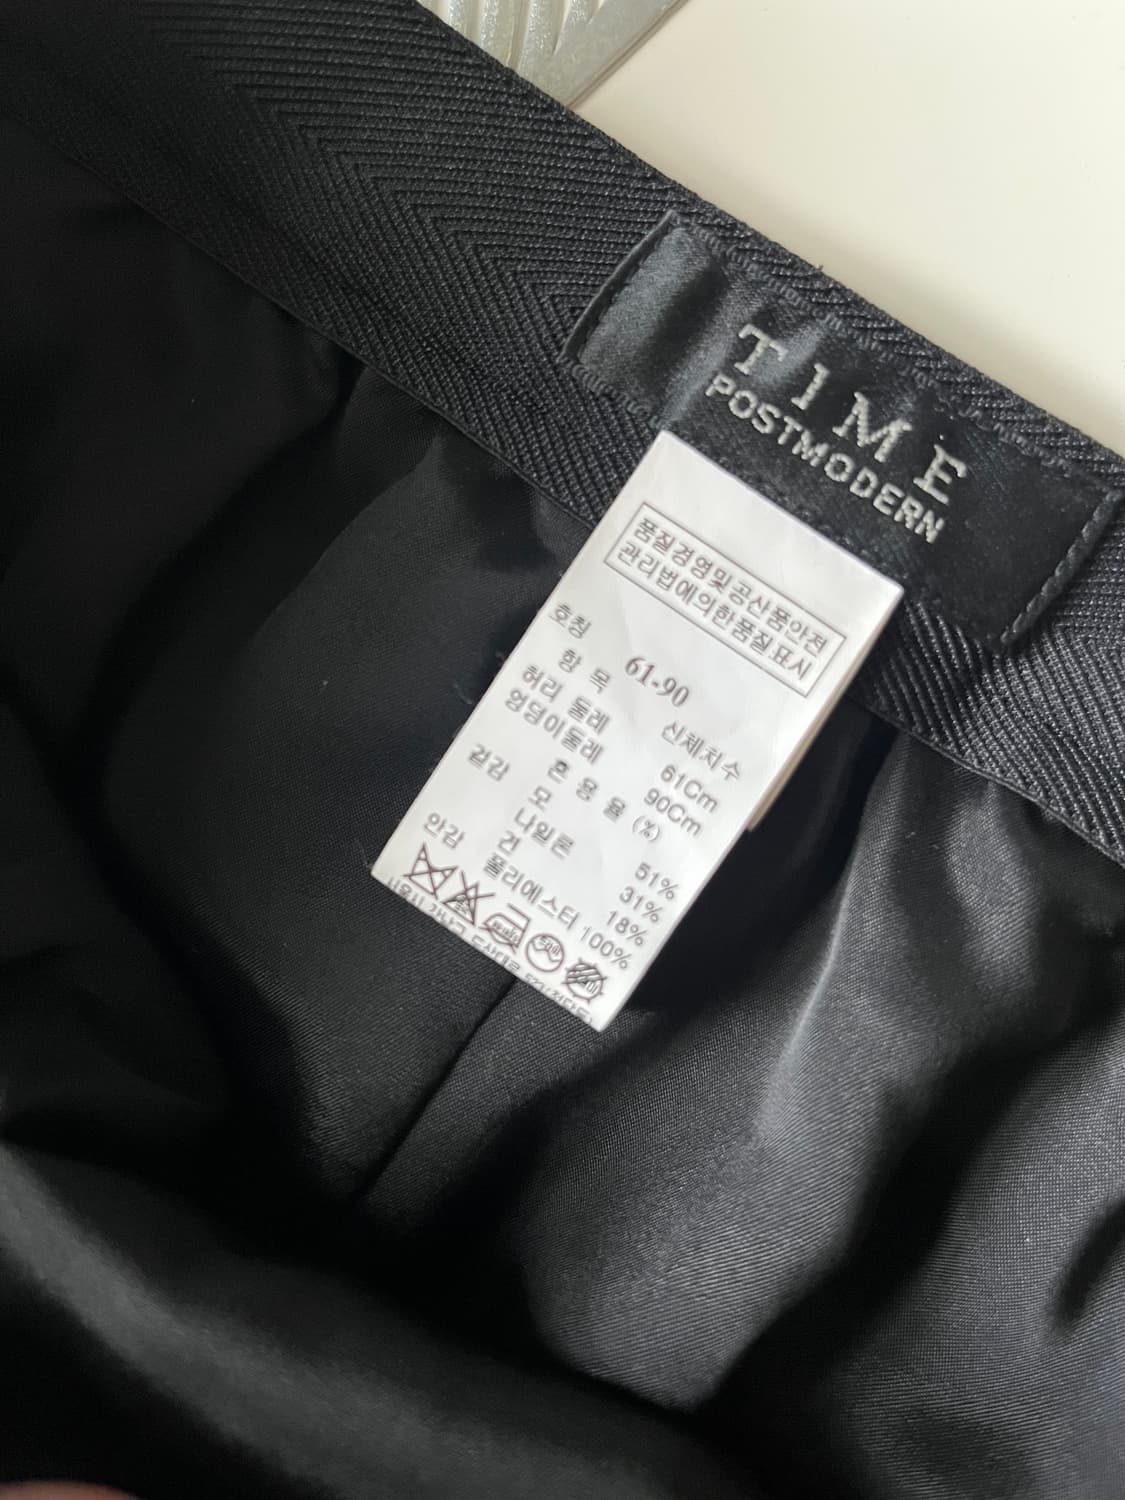 TIME
POSTMODERN
품질경영및공산품안전
관리법에의한품질표시
호칭 61-90
항 목 신체치수
허리 둘레 61Cm
엉덩이둘레 90Cm
혼 용 율 (%)
겉감 모 51%
나일론 31%
견 18%
안감 폴리에스터 100%